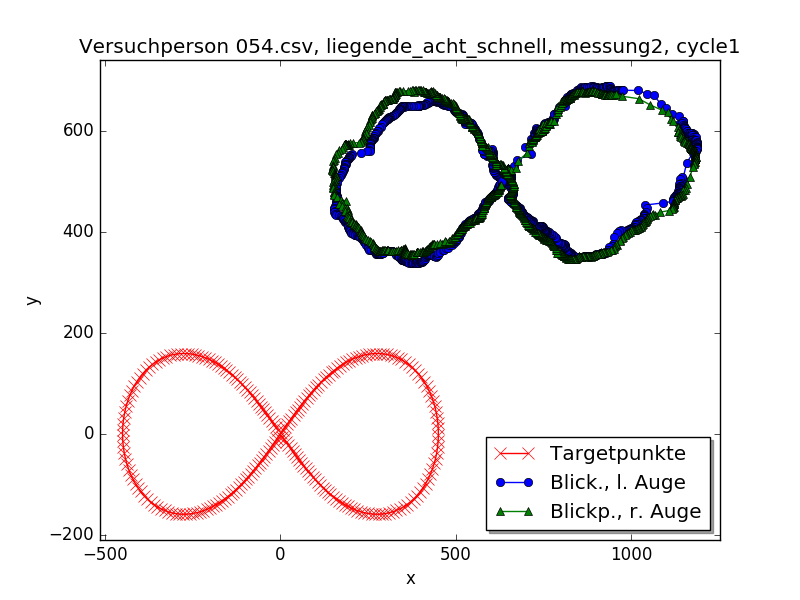 Versuchperson 054.csv, liegende_acht_schnell, messung2, cycle1
y
600
400
200
0
−200
−500
0
500
1000
x
Targetpunkte
Blick., l. Auge
Blickp., r. Auge